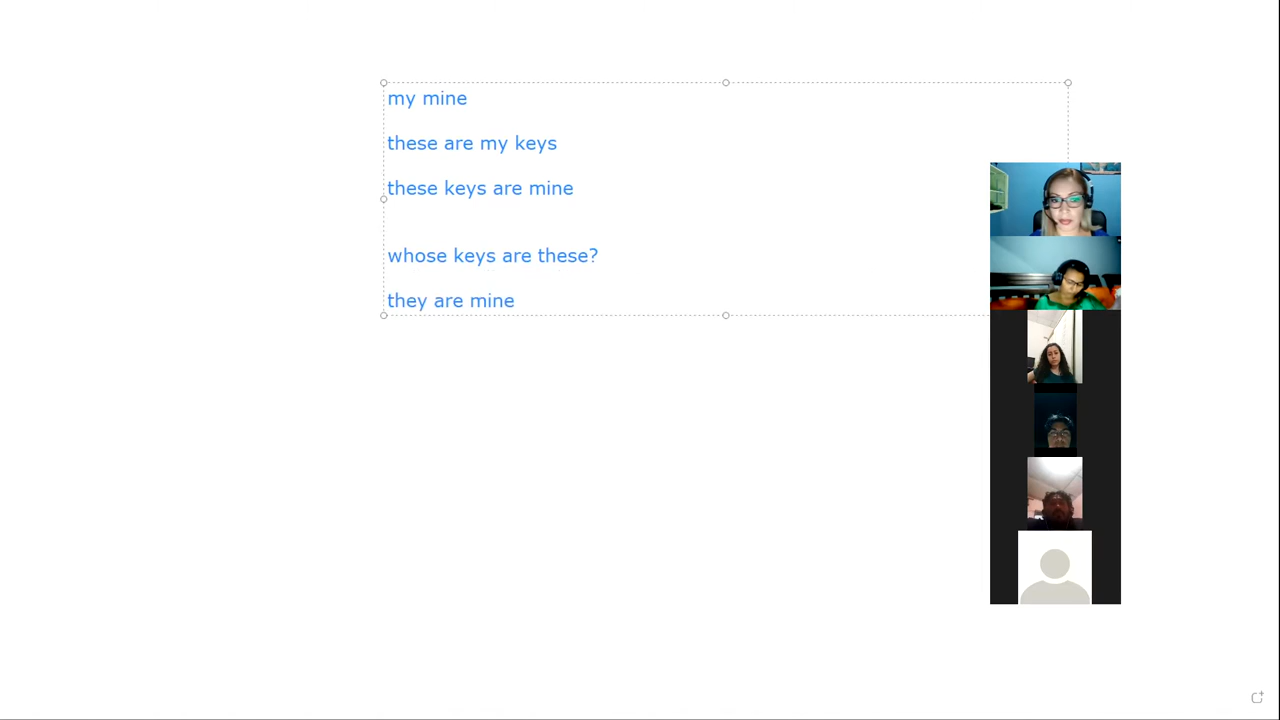 my mine
these are my keys
these keys are mine
whose keys are these?
they are mine